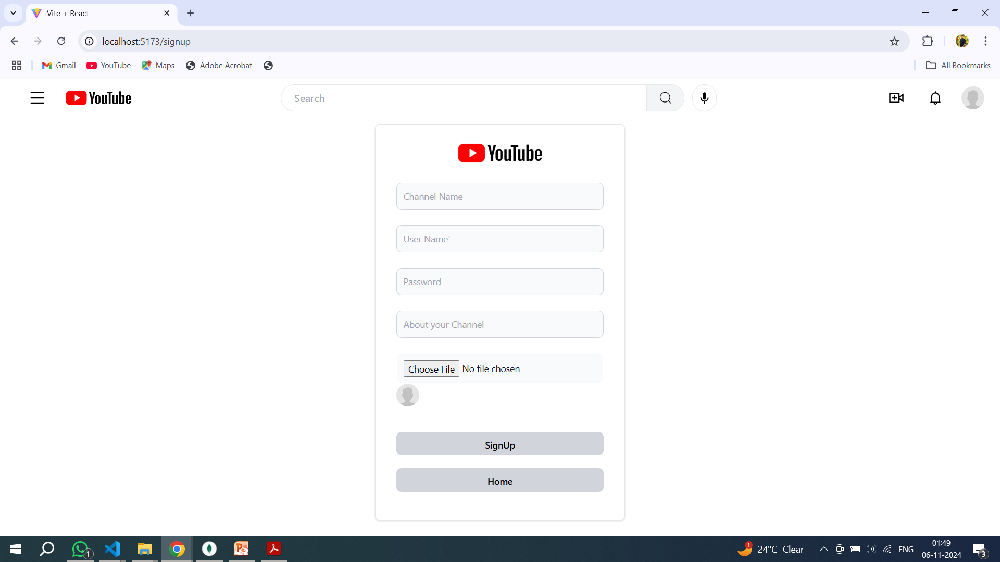 Vite + React
localhost:5173/signup
Gmail
YouTube
Maps
Adobe Acrobat
All Bookmarks
YouTube
Search
YouTube
Channel Name
User Name'
Password
About your Channel
Choose File No file chosen
SignUp
Home
1
1
24°C Clear
ENG
01:49
06-11-2024
3